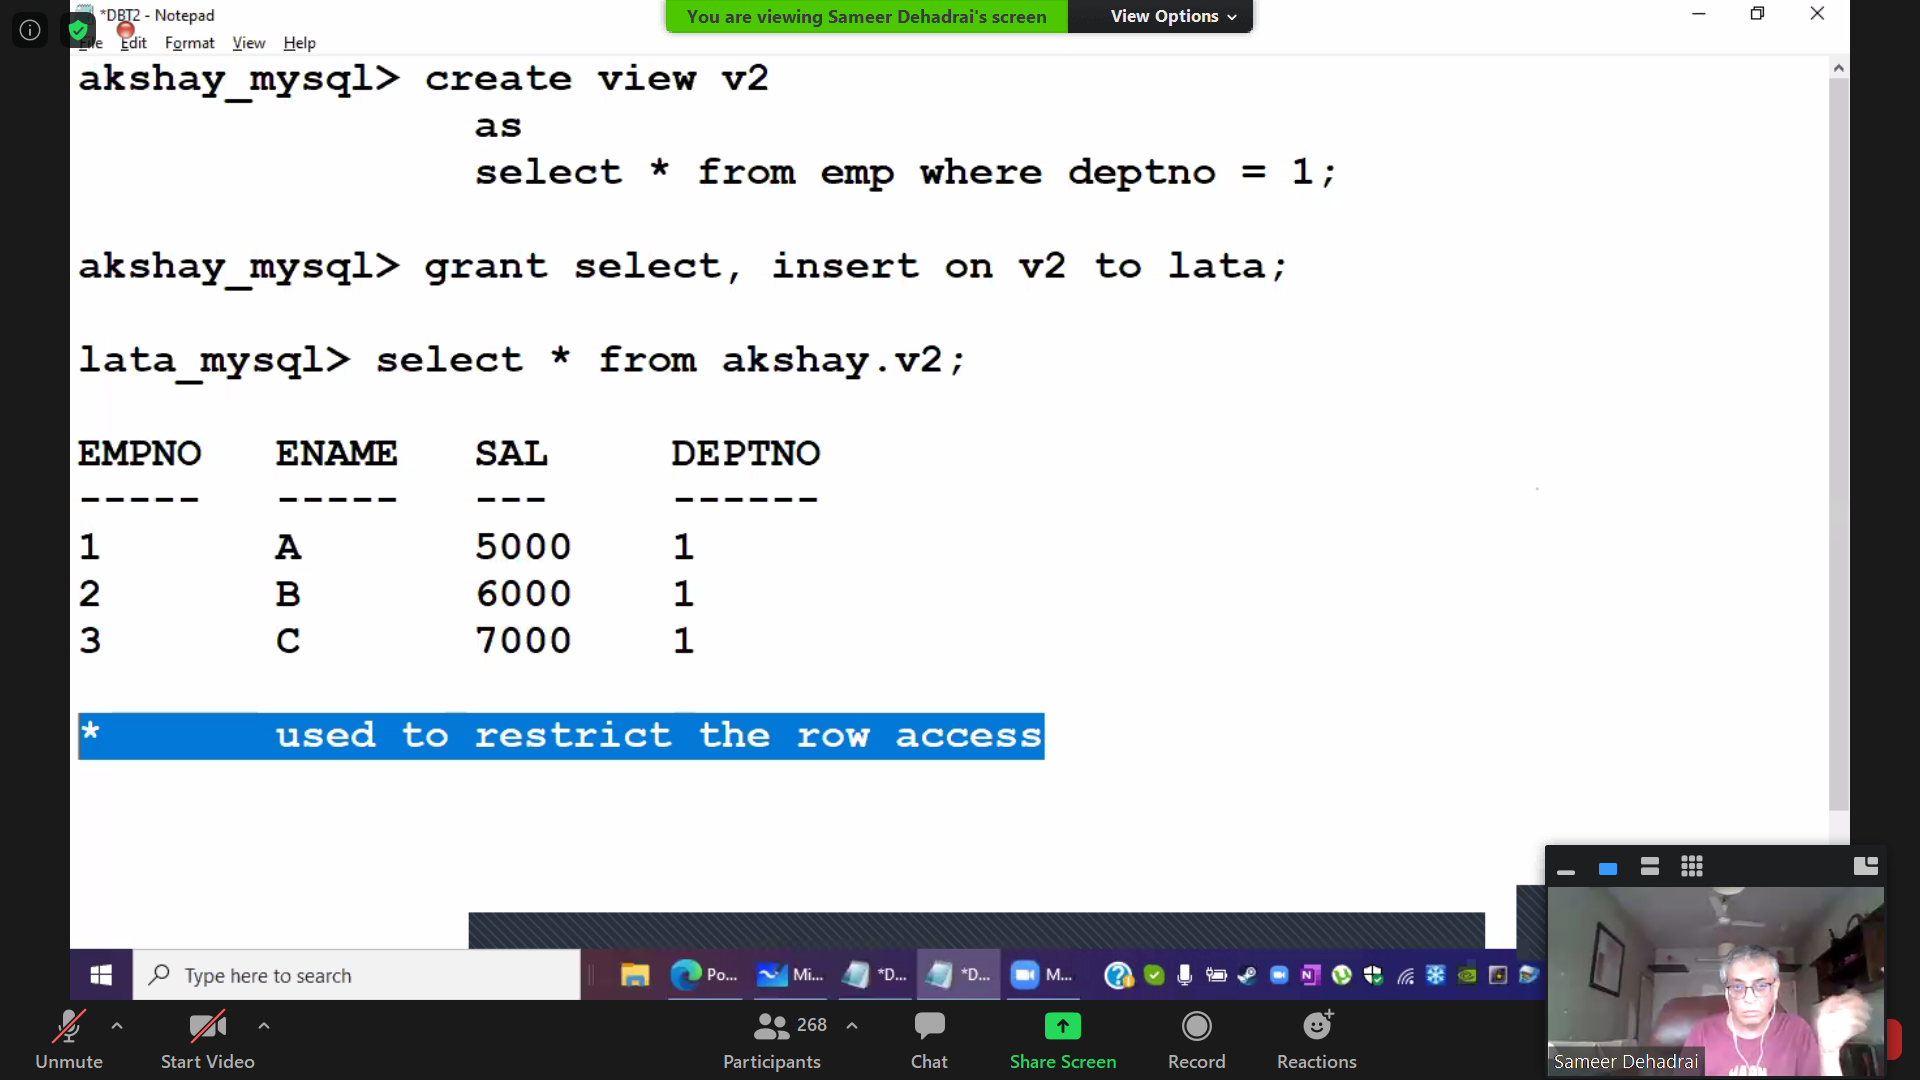 *DBT2 - Notepad
You are viewing Sameer Dehadrai's screen View Options
File Edit Format View Help
akshay_mysql> create view v2
as
select * from emp where deptno = 1;
akshay_mysql> grant select, insert on v2 to lata;
lata_mysql> select * from akshay.v2;
EMPNO ENAME SAL DEPTNO
----- ----- --- ------
1 A 5000 1
2 B 6000 1
3 C 7000 1
* used to restrict the row access
Type here to search Po... Mi... *D... *D... M...
Unmute Start Video 268 Participants Chat Share Screen Record Reactions
Sameer Dehadrai